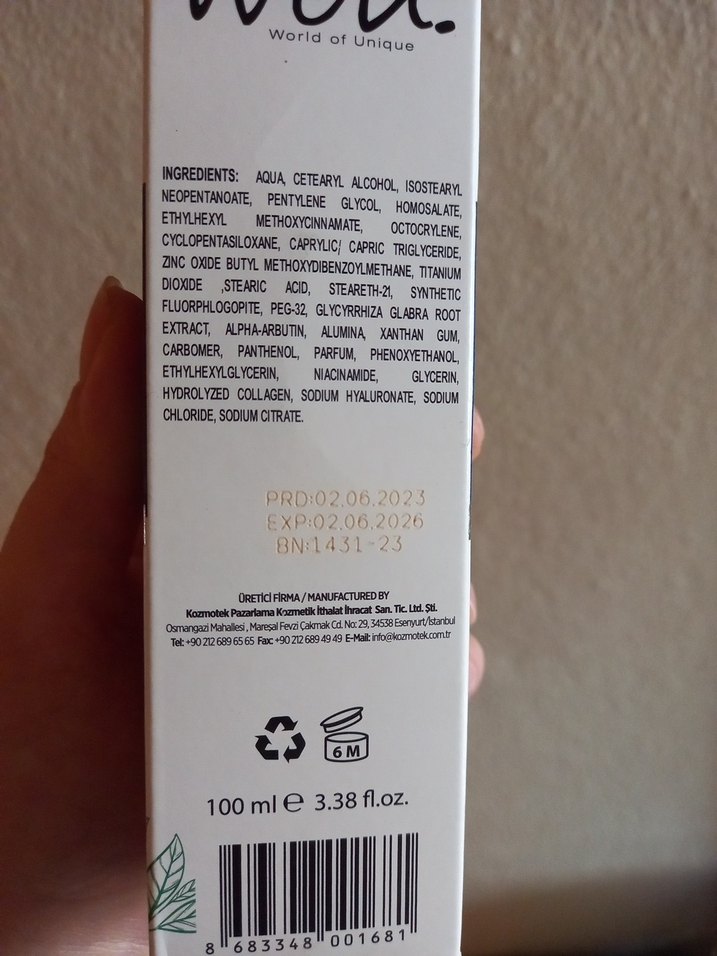 World of Unique
INGREDIENTS: AQUA, CETEARYL ALCOHOL, ISOSTEARYL
NEOPENTANOATE, PENTYLENE GLYCOL, HOMOSALATE,
ETHYLHEXYL METHOXYCINNAMATE, OCTOCRYLENE,
CYCLOPENTASILOXANE, CAPRYLIC/ CAPRIC TRIGLYCERIDE,
ZINC OXIDE BUTYL METHOXYDIBENZOYLMETHANE, TITANIUM
DIOXIDE ,STEARIC ACID, STEARETH-21, SYNTHETIC
FLUORPHLOGOPITE, PEG-32, GLYCYRRHIZA GLABRA ROOT
EXTRACT, ALPHA-ARBUTIN, ALUMINA, XANTHAN GUM,
CARBOMER, PANTHENOL, PARFUM, PHENOXYETHANOL,
ETHYLHEXYLGLYCERIN, NIACINAMIDE, GLYCERIN,
HYDROLYZED COLLAGEN, SODIUM HYALURONATE, SODIUM
CHLORIDE, SODIUM CITRATE.
PRD:02.06.2023
EXP:02.06.2026
BN:1431-23
ÜRETİCİ FİRMA / MANUFACTURED BY
Kozmotek Pazarlama Kozmetik İthalat İhracat San. Tic. Ltd. Şti.
Osmangazi Mahallesi, Mareşal Fevzi Çakmak Cd. No: 29, 34538 Esenyurt/İstanbul
Tel: +90 212 689 65 65 Fax: +90 212 689 49 49 E-Mail: info@kozmotek.com.tr
6 M
100 ml e 3.38 fl.oz.
8 683348 001681